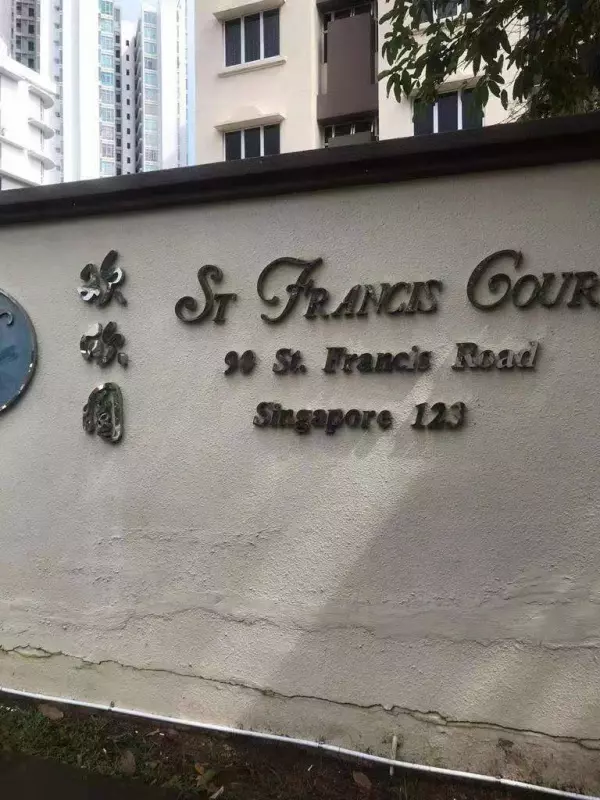 St Francis Cour
90 St. Francis Road
Singapore 123